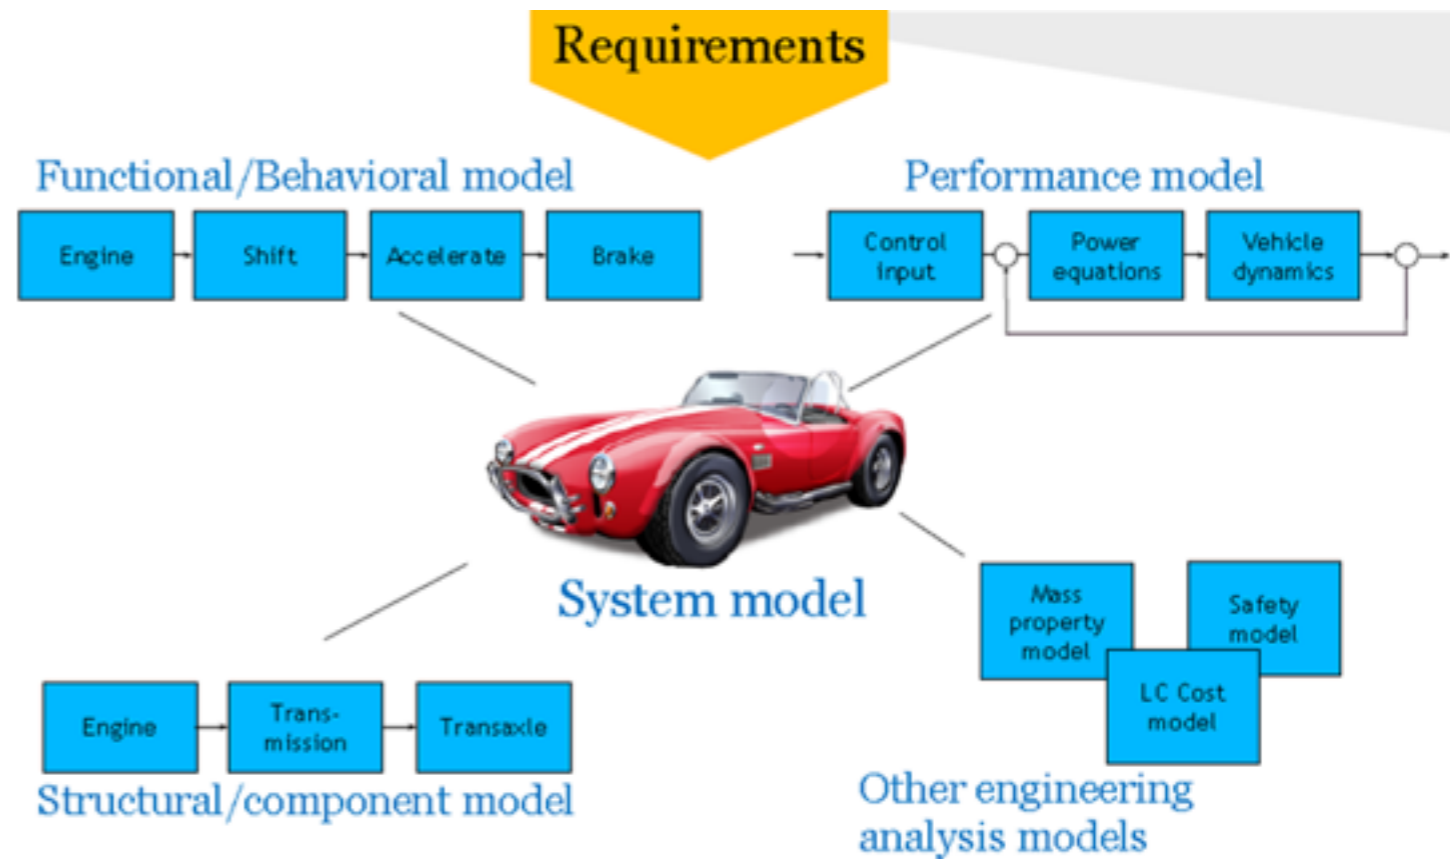 Requirements
Functional/Behavioral model
Engine
Shift
Accelerate
Brake
Performance model
Control
input
Power
equations
Vehicle
dynamics
System model
Engine
Trans-
mission
Transaxle
Structural/component model
Mass
property
model
Safety
model
LC Cost
model
Other engineering
analysis models